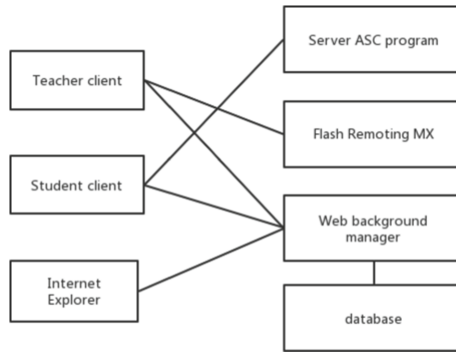 Server ASC program
Teacher client
Flash Remoting MX
Student client
Web background
manager
Internet
Explorer
database